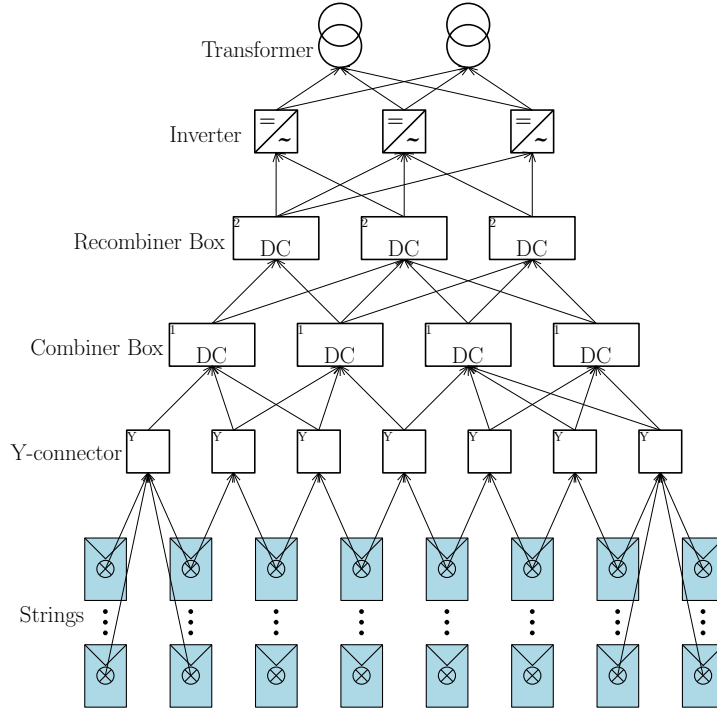 Transformer
Inverter
= ~ = ~ = ~
Recombiner Box
2 DC 2 DC 2 DC
Combiner Box
1 DC 1 DC 1 DC 1 DC
Y-connector
Y Y Y Y Y Y Y
Strings